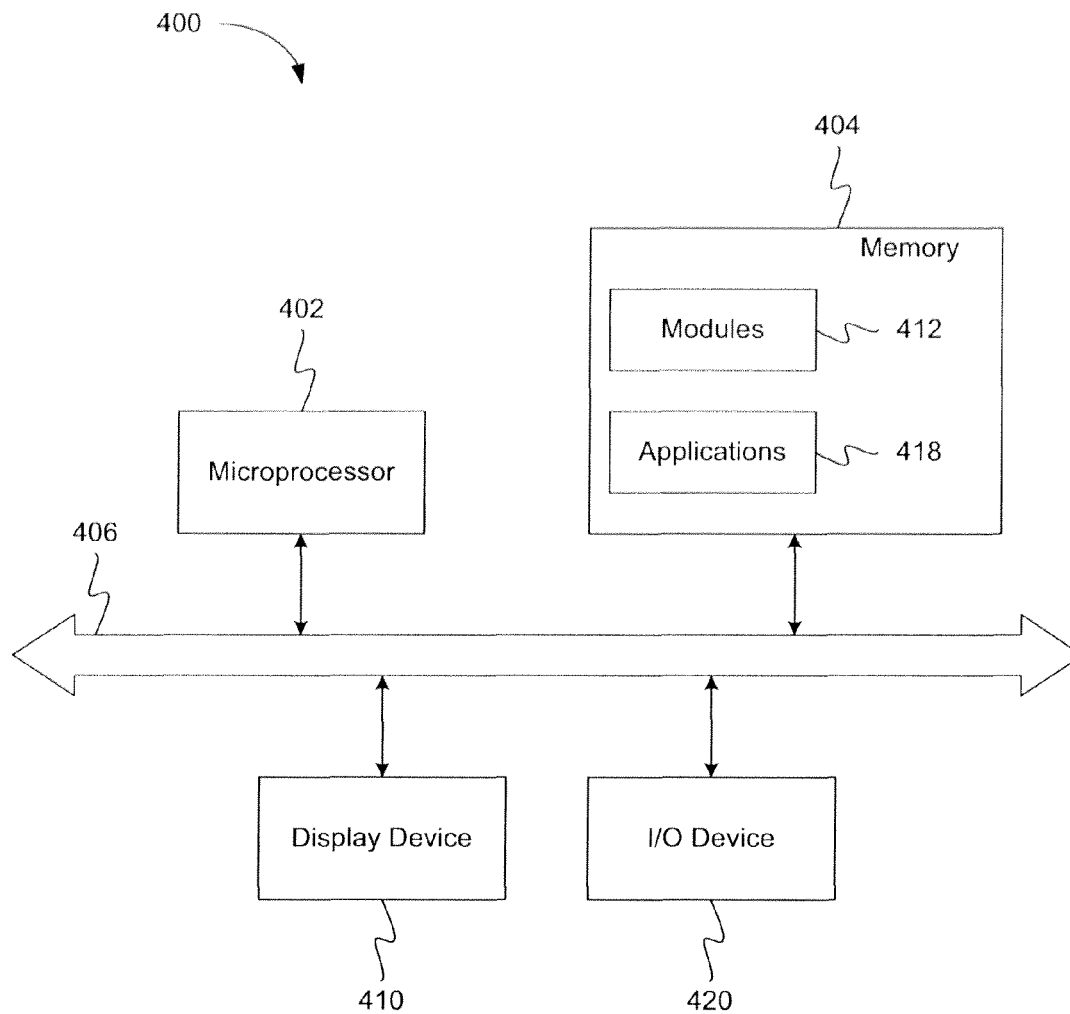 400
404
Memory
402
Modules
412
Microprocessor
Applications
418
406
Display Device
I/O Device
410
420